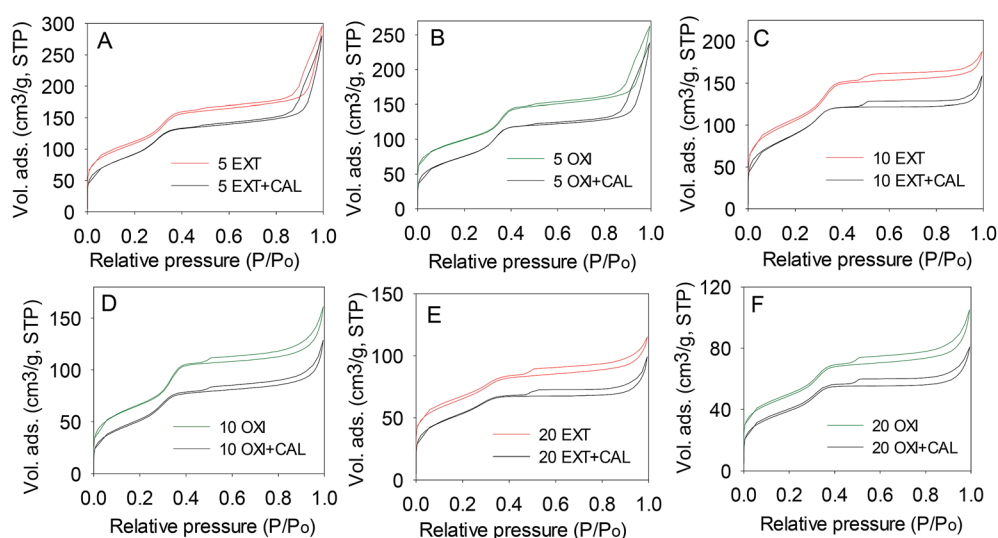 A
Vol. ads. (cm3/g, STP)
300
250
200
150
100
50
0
5 EXT
5 EXT+CAL
0.0 0.2 0.4 0.6 0.8 1.0
Relative pressure (P/Po)
B
Vol. ads. (cm3/g, STP)
250
200
150
100
50
0
5 OXI
5 OXI+CAL
0.0 0.2 0.4 0.6 0.8 1.0
Relative pressure (P/Po)
C
Vol. ads. (cm3/g, STP)
200
150
100
50
0
10 EXT
10 EXT+CAL
0.0 0.2 0.4 0.6 0.8 1.0
Relative pressure (P/Po)
D
Vol. ads. (cm3/g, STP)
150
100
50
0
10 OXI
10 OXI+CAL
0.0 0.2 0.4 0.6 0.8 1.0
Relative pressure (P/Po)
E
Vol. ads. (cm3/g, STP)
150
100
50
0
20 EXT
20 EXT+CAL
0.0 0.2 0.4 0.6 0.8 1.0
Relative pressure (P/Po)
F
Vol. ads. (cm3/g, STP)
120
80
40
0
20 OXI
20 OXI+CAL
0.0 0.2 0.4 0.6 0.8 1.0
Relative pressure (P/Po)